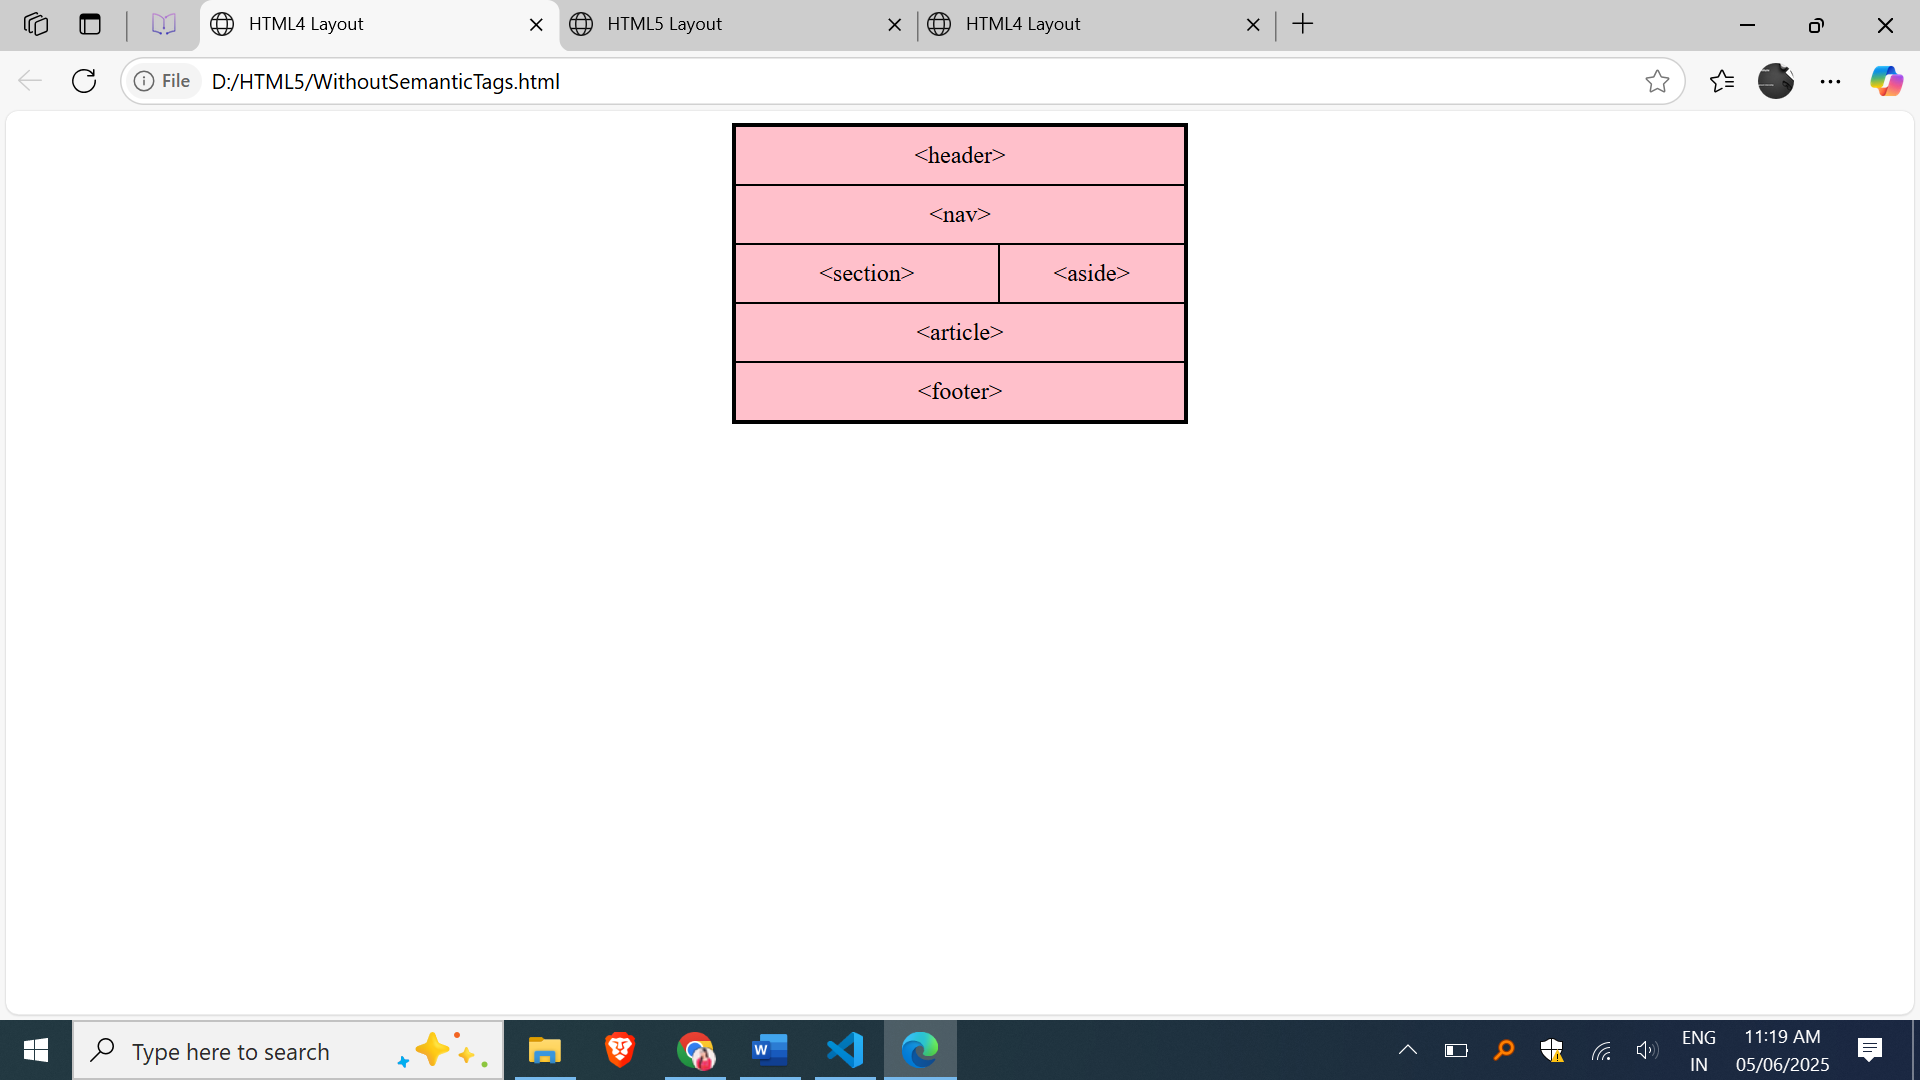 HTML4 Layout
HTML5 Layout
HTML4 Layout
File D:/HTML5/WithoutSemanticTags.html
<header>
<nav>
<section> <aside>
<article>
<footer>
Type here to search
W
ENG
IN
11:19 AM
05/06/2025